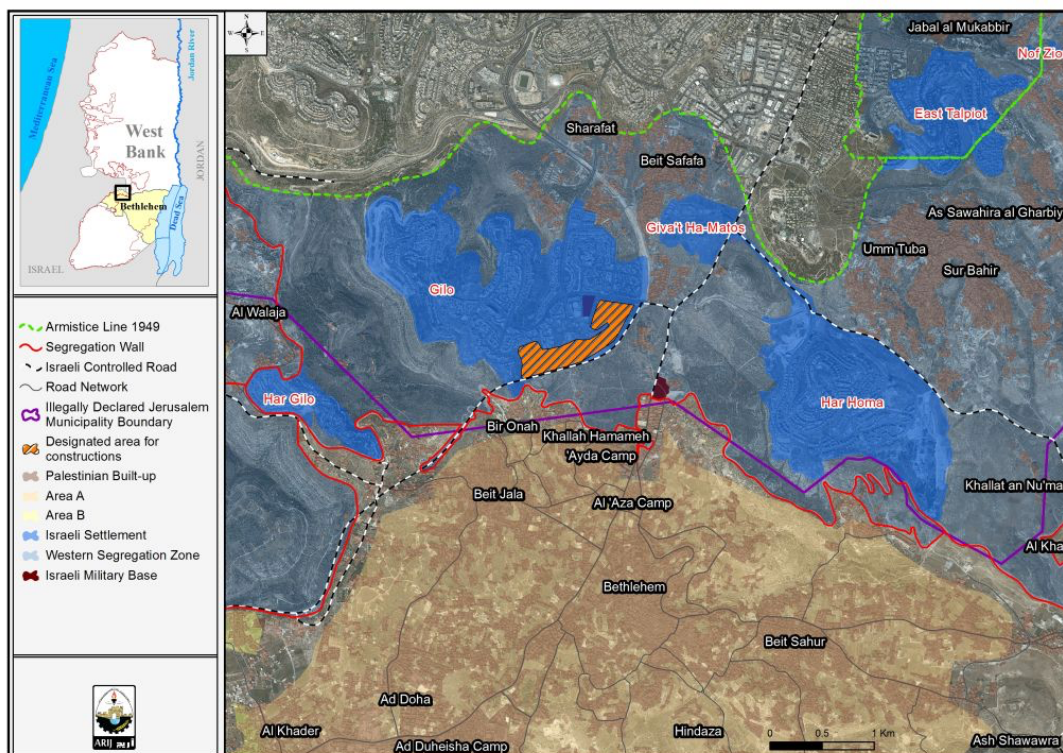 Mediterranean Sea
Jordan River
West
Bank
JORDAN
Bethlehem
Dead Sea
ISRAEL
Armistice Line 1949
Segregation Wall
Israeli Controlled Road
Road Network
Illegally Declared Jerusalem
Municipality Boundary
Designated area for
constructions
Palestinian Built-up
Area A
Area B
Israeli Settlement
Western Segregation Zone
Israeli Military Base
ARIJ
N
W
E
S
Jabal al Mukabbir
Nof Zio
East Talpiot
Sharafat
Beit Safafa
As Sawahira al Gharbiy
Giva't Ha-Matos
Umm Tuba
Sur Bahir
Gilo
Al Walaja
Har Gilo
Har Homa
Bir Onah
Khallah Hamameh
'Ayda Camp
Khallat an Nu'ma
Beit Jala
Al 'Aza Camp
Al Kha
Bethlehem
Beit Sahur
Ad Doha
Al Khader
Ad Duheisha Camp
Hindaza
0 0.5 1 Km
Ash Shawawra